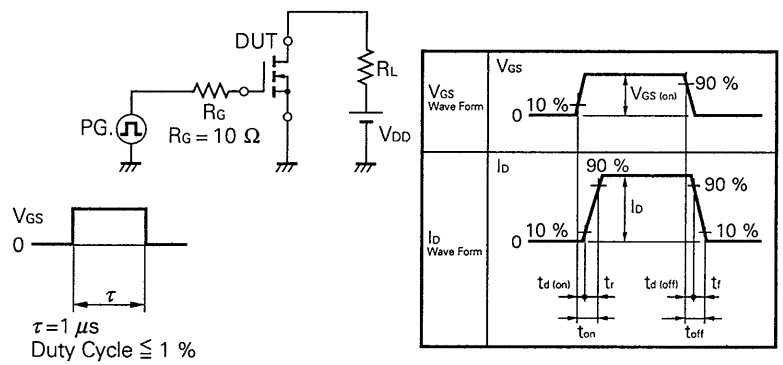 DUT
RL
RG
PG.
RG = 10 Ω
VDD
VGS
0
τ
τ = 1 μs
Duty Cycle ≦ 1 %
VGS
Wave Form
VGS
10 %
0
VGS (on)
90 %
ID
Wave Form
ID
90 %
90 %
ID
10 %
0
10 %
td (on)
tr
td (off)
tf
ton
toff